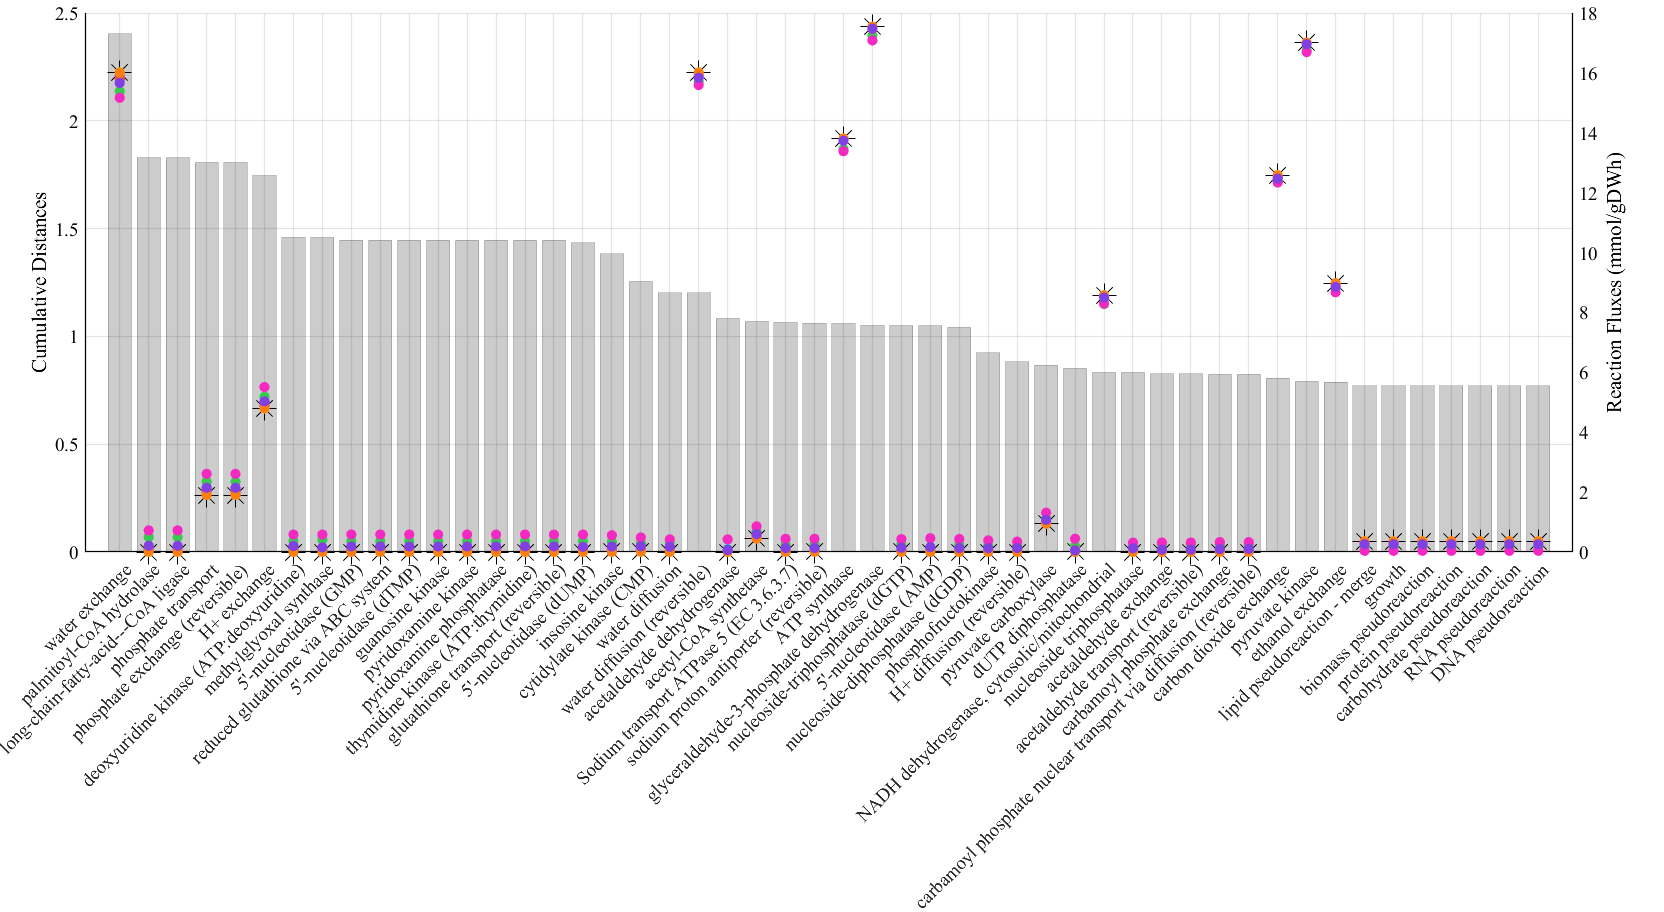 2.5
2
1.5
1
0.5
0
Cumulative Distances
18
16
14
12
10
8
6
4
2
0
Reaction Fluxes (mmol/gDWh)
water exchange
palmitoyl-CoA hydrolase
long-chain-fatty-acid---CoA ligase
phosphate transport
phosphate exchange (reversible)
H+ exchange
deoxyuridine kinase (ATP:deoxyuridine)
methylglyoxal synthase
5'-nucleotidase (GMP)
reduced glutathione via ABC system
5'-nucleotidase (dTMP)
guanosine kinase
pyridoxamine kinase
pyridoxamine phosphatase
thymidine kinase (ATP:thymidine)
glutathione transport (reversible)
5'-nucleotidase (dUMP)
insosine kinase
cytidylate kinase (CMP)
water diffusion
water diffusion (reversible)
acetaldehyde dehydrogenase
acetyl-CoA synthetase
Sodium transport ATPase-5 (EC 3.6.3.7)
sodium proton antiporter (reversible)
ATP synthase
glyceraldehyde-3-phosphate dehydrogenase
nucleoside-triphosphatase (dGTP)
5'-nucleotidase (AMP)
nucleoside-diphosphatase (dGDP)
phosphofructokinase
H+ diffusion (reversible)
pyruvate carboxylase
dUTP diphosphatase
NADH dehydrogenase, cytosolic/mitochondrial
nucleoside triphosphatase
acetaldehyde exchange
acetaldehyde transport (reversible)
carbamoyl phosphate exchange
carbamoyl phosphate nuclear transport via diffusion (reversible)
carbon dioxide exchange
pyruvate kinase
ethanol exchange
lipid pseudoreaction - merge
growth
biomass pseudoreaction
protein pseudoreaction
carbohydrate pseudoreaction
RNA pseudoreaction
DNA pseudoreaction